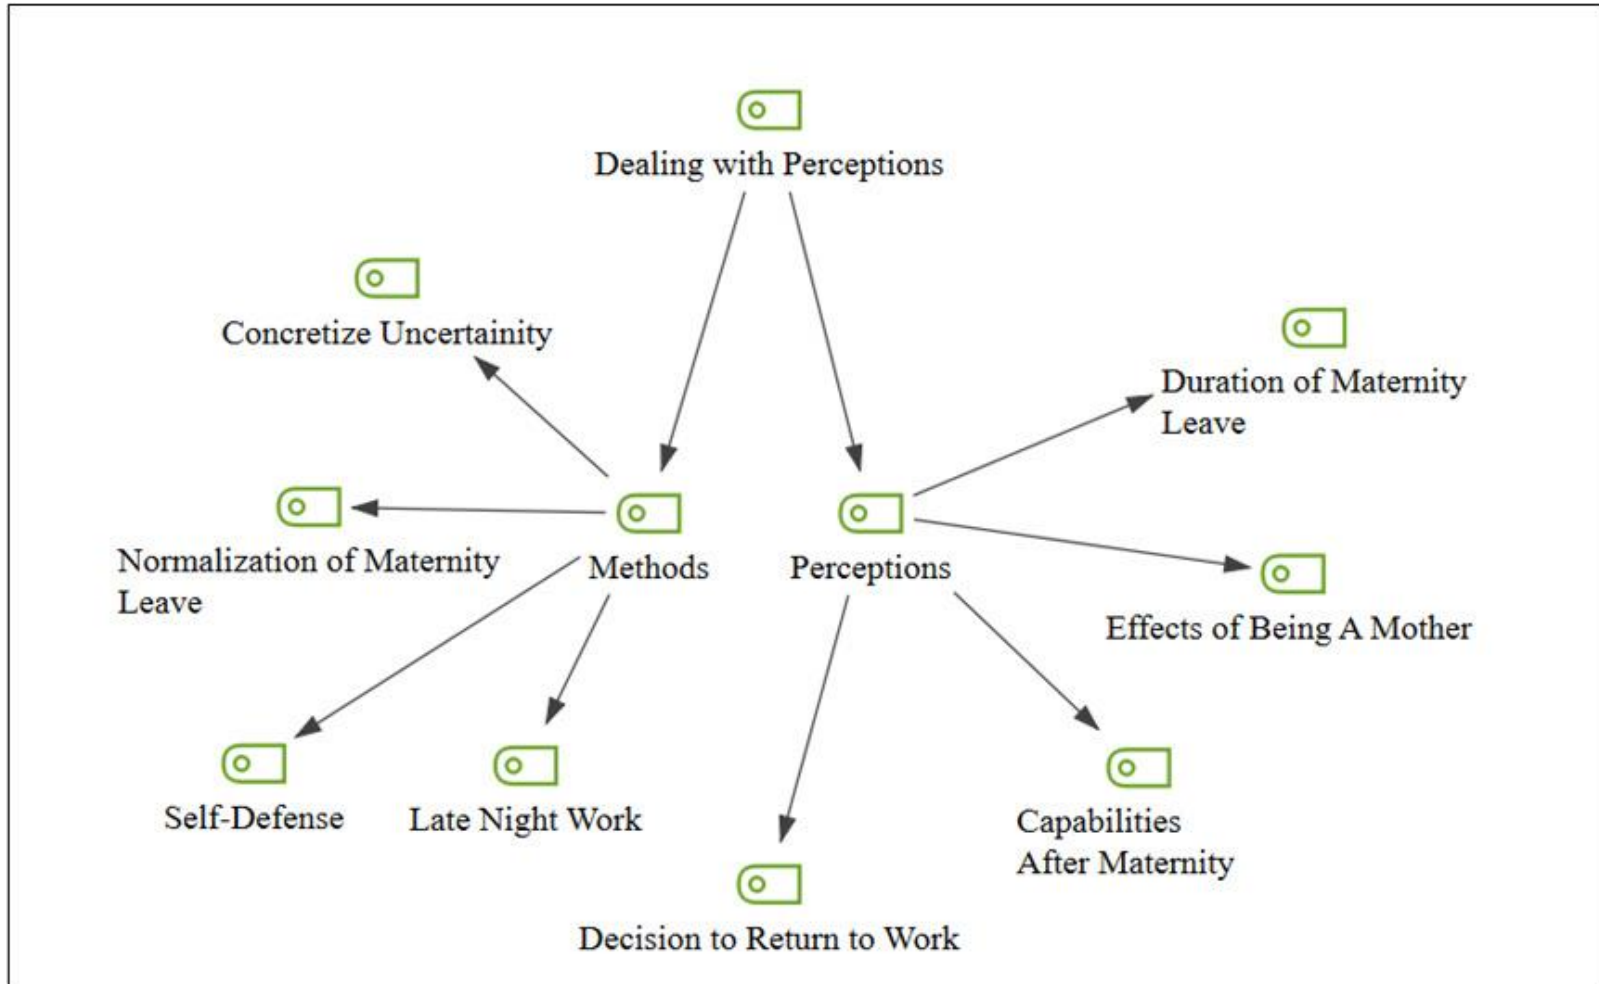 Dealing with Perceptions
Concretize Uncertainity
Duration of Maternity
Leave
Normalization of Maternity
Leave
Methods
Perceptions
Effects of Being A Mother
Self-Defense
Late Night Work
Capabilities
After Maternity
Decision to Return to Work